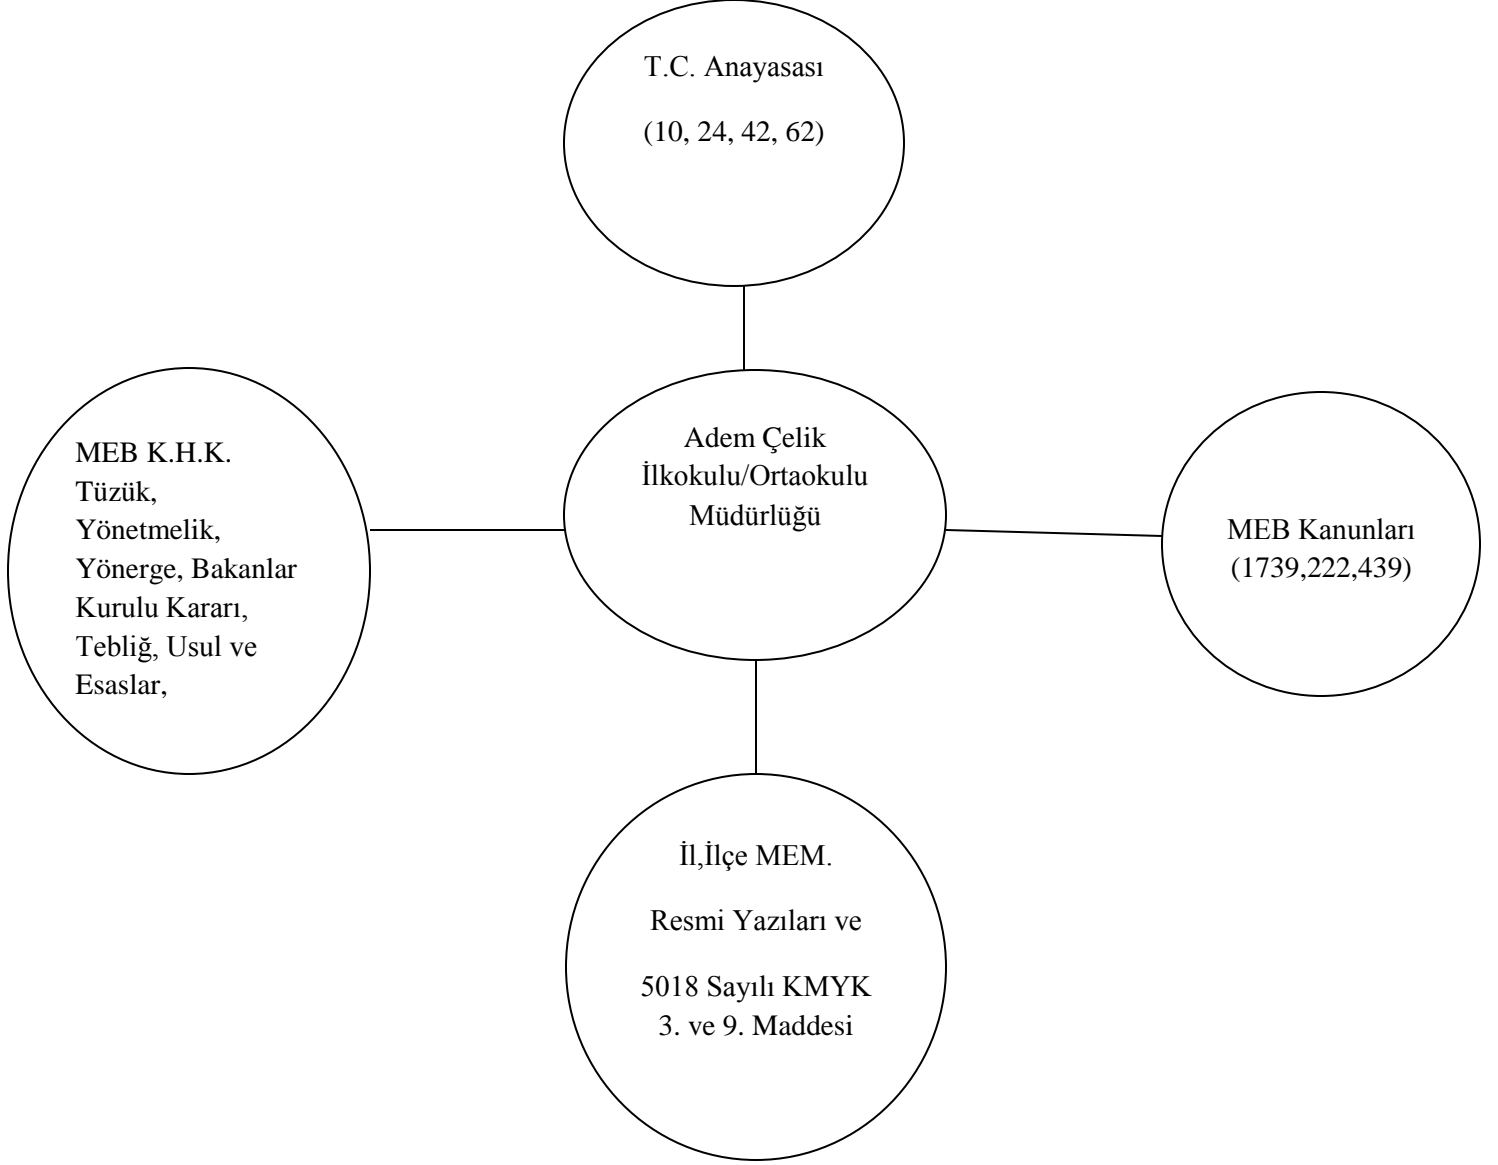 T.C. Anayasası
(10, 24, 42, 62)
MEB K.H.K.
Tüzük,
Yönetmelik,
Yönerge, Bakanlar
Kurulu Kararı,
Tebliğ, Usul ve
Esaslar,
Adem Çelik
İlkokulu/Ortaokulu
Müdürlüğü
MEB Kanunları
(1739,222,439)
İl,İlçe MEM.
Resmi Yazıları ve
5018 Sayılı KMYK
3. ve 9. Maddesi